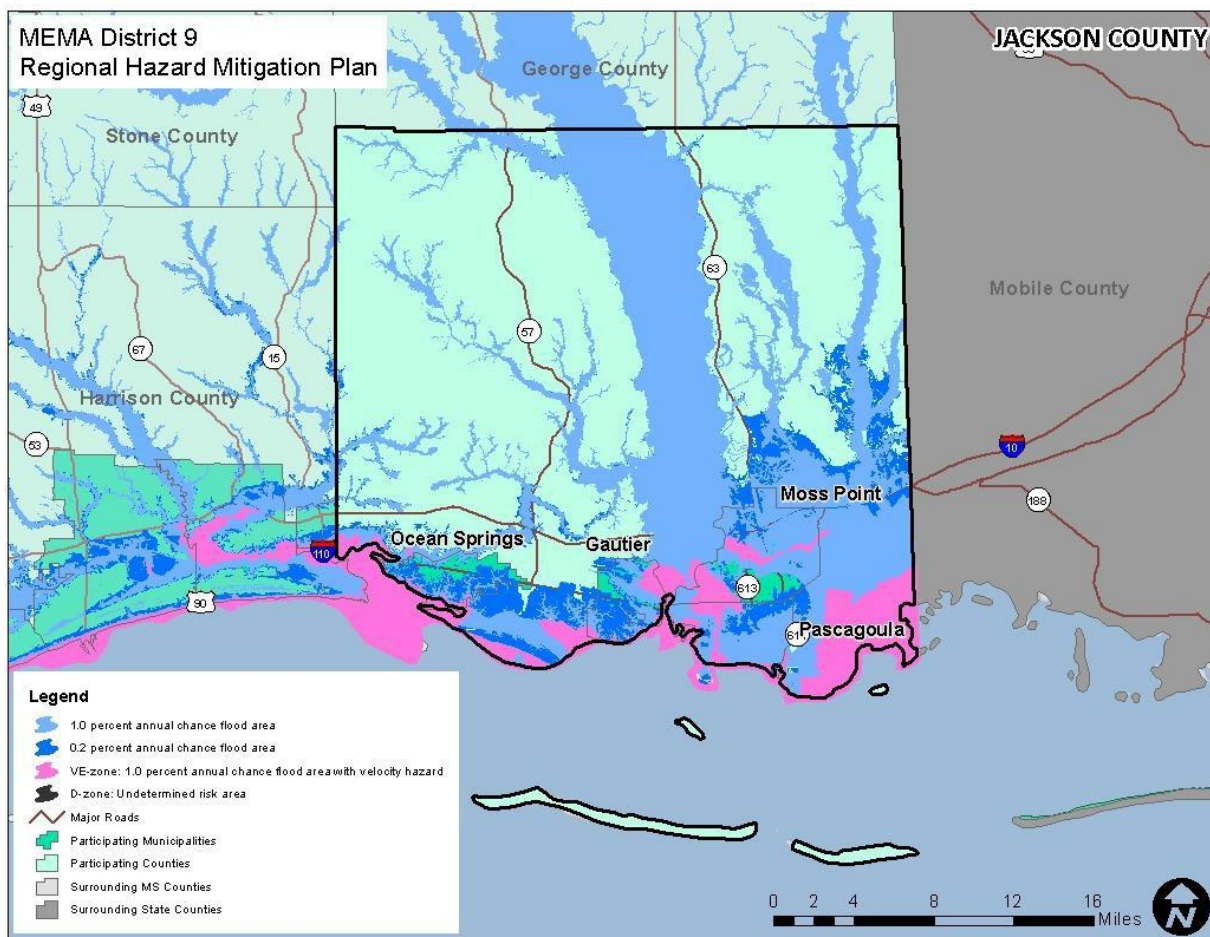 MEMA District 9
Regional Hazard Mitigation Plan
JACKSON COUNTY
George County
49
Stone County
63
Mobile County
57
67
15
Harrison County
53
10
Moss Point
188
Ocean Springs
Gautier
110
613
90
Pascagoula
Legend
1.0 percent annual chance flood area
0.2 percent annual chance flood area
VE-zone: 1.0 percent annual chance flood area with velocity hazard
D-zone: Undetermined risk area
Major Roads
Participating Municipalities
Participating Counties
Surrounding MS Counties
Surrounding State Counties
0 2 4 8 12 16
Miles
N